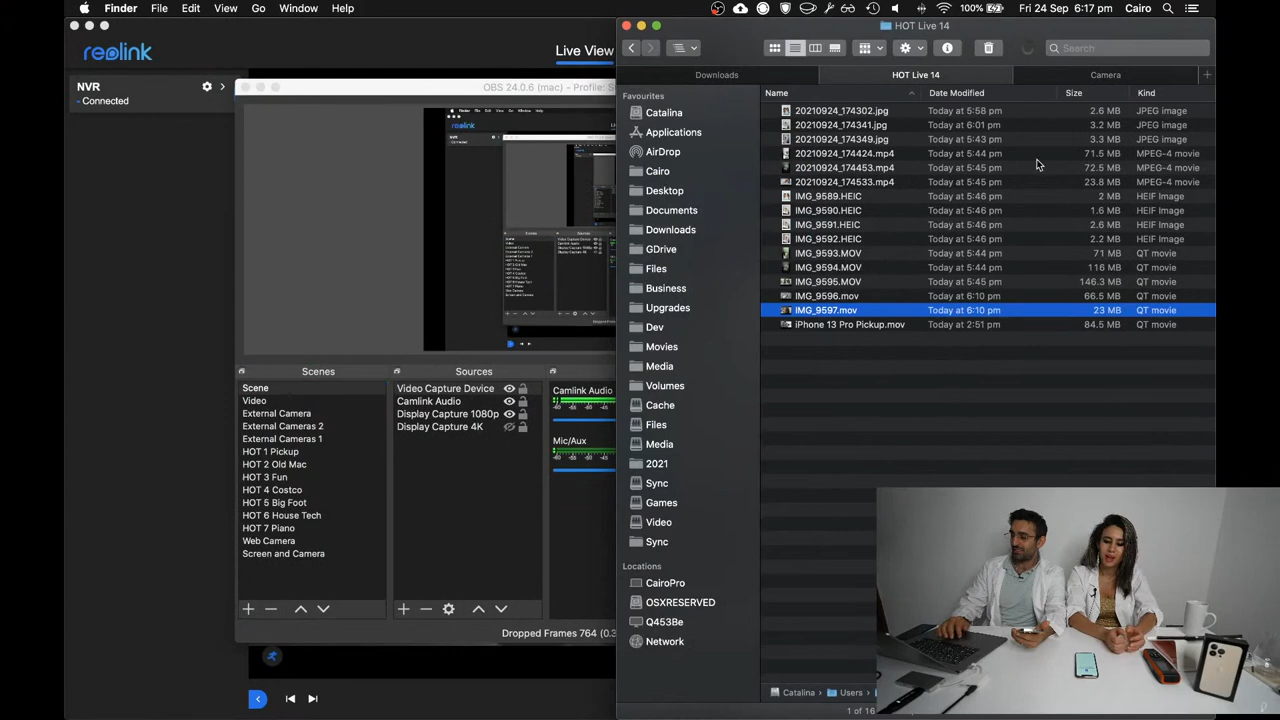 Finder File Edit View Go Window Help 100% Fri 24 Sep 6:17 pm Cairo
reolink
Live View
NVR
Connected
OBS 24.0.6 (mac) - Profile: S
Scenes
Sources
Scene
Video
External Camera
External Cameras 2
External Cameras 1
HOT 1 Pickup
HOT 2 Old Mac
HOT 3 Fun
HOT 4 Costco
HOT 5 Big Foot
HOT 6 House Tech
HOT 7 Piano
Web Camera
Screen and Camera
Video Capture Device
Camlink Audio
Display Capture 1080p
Display Capture 4K
Camlink Audio
-60 -55 -50 -45
Mic/Aux
-60 -55 -50 -45
Dropped Frames 764 (0.3
HOT Live 14
Search
Downloads HOT Live 14 Camera
Favourites
Catalina
Applications
AirDrop
Cairo
Desktop
Documents
Downloads
GDrive
Files
Business
Upgrades
Dev
Movies
Media
Volumes
Cache
Files
Media
2021
Sync
Games
Video
Sync
Locations
CairoPro
OSXRESERVED
Q453Be
Network
Name Date Modified Size Kind
20210924_174302.jpg Today at 5:58 pm 2.6 MB JPEG image
20210924_174341.jpg Today at 6:01 pm 3.2 MB JPEG image
20210924_174349.jpg Today at 5:43 pm 3.3 MB JPEG image
20210924_174424.mp4 Today at 5:44 pm 71.5 MB MPEG-4 movie
20210924_174453.mp4 Today at 5:45 pm 72.5 MB MPEG-4 movie
20210924_174533.mp4 Today at 5:45 pm 23.8 MB MPEG-4 movie
IMG_9589.HEIC Today at 5:46 pm 2 MB HEIF Image
IMG_9590.HEIC Today at 5:46 pm 1.6 MB HEIF Image
IMG_9591.HEIC Today at 5:46 pm 2.6 MB HEIF Image
IMG_9592.HEIC Today at 5:46 pm 2.2 MB HEIF Image
IMG_9593.MOV Today at 5:44 pm 71 MB QT movie
IMG_9594.MOV Today at 5:44 pm 116 MB QT movie
IMG_9595.MOV Today at 5:45 pm 146.3 MB QT movie
IMG_9596.mov Today at 6:10 pm 66.5 MB QT movie
IMG_9597.mov Today at 6:10 pm 23 MB QT movie
iPhone 13 Pro Pickup.mov Today at 2:51 pm 84.5 MB QT movie
Catalina › Users ›
1 of 16